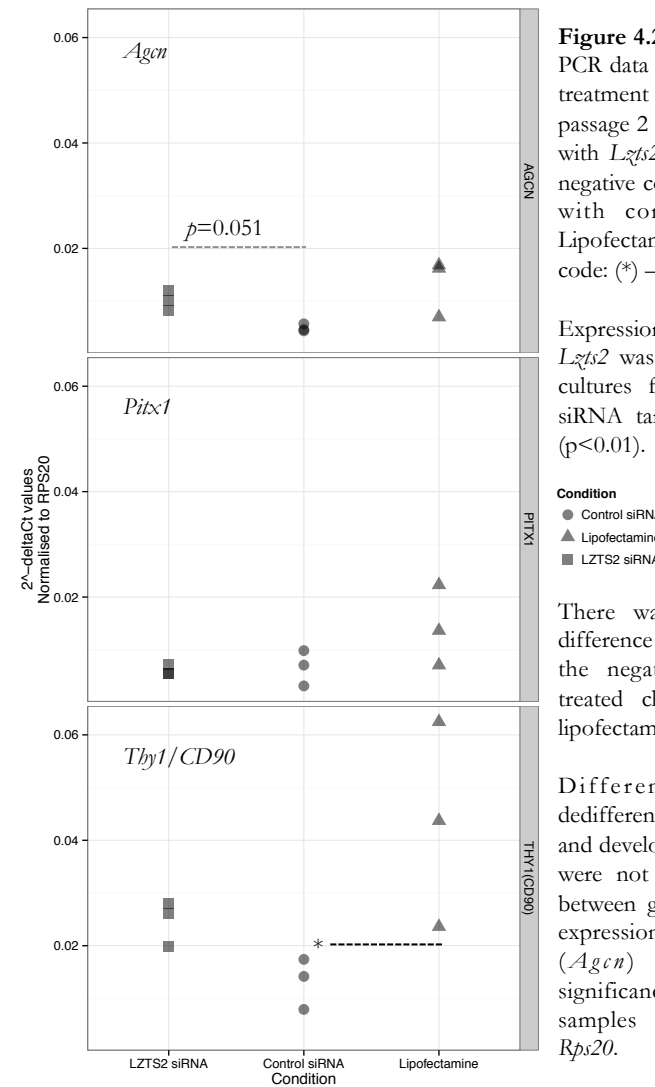 0.06
Agcn
0.04
p=0.051
0.02
AGCN
0.06
Pitx1
0.04
0.02
PITX1
2^−deltaCt values
Normalised to RPS20
0.06
Thy1/CD90
0.04
*
0.02
THY1(CD90)
LZTS2 siRNA Control siRNA Lipofectamine
Condition
Figure 4.2
PCR data
treatment
passage 2
with Lzts2
negative co
with con
Lipofectam
code: (*) –
Expression
Lzts2 was
cultures f
siRNA tar
(p<0.01).
Condition
Control siRNA
Lipofectamine
LZTS2 siRNA
There wa
difference
the negat
treated ch
lipofectam
Differen
dedifferen
and develo
were not
between g
expression
(Agcn)
significanc
samples
Rps20.